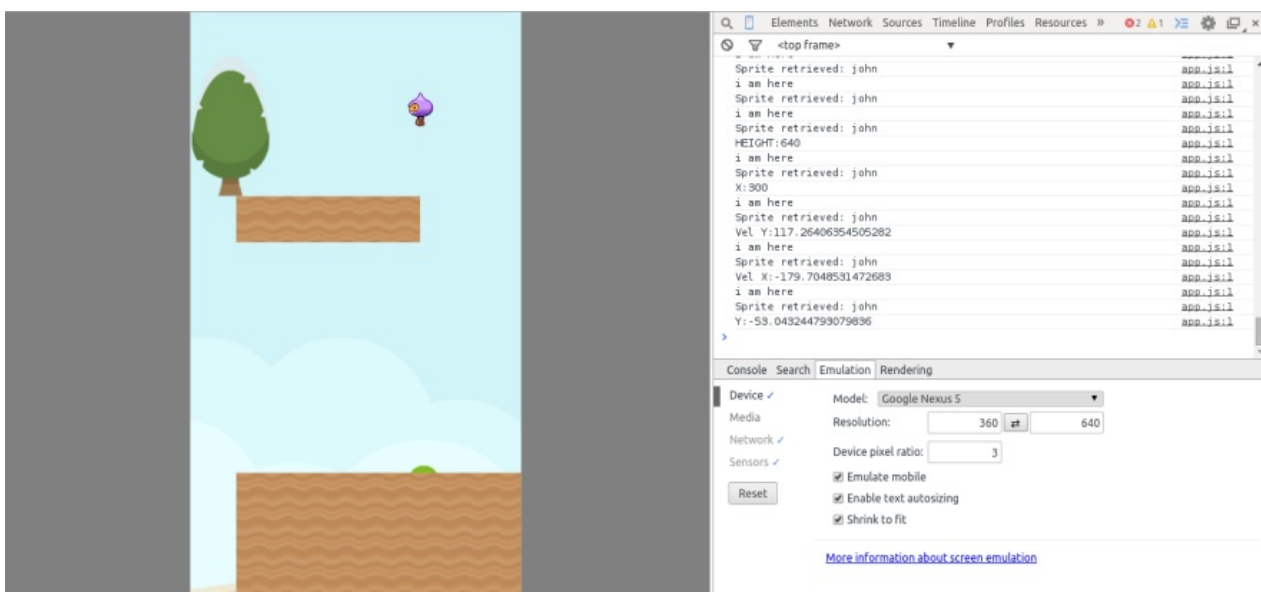 Elements Network Sources Timeline Profiles Resources » 2 1
<top frame>
Sprite retrieved: john app.js:1
i am here app.js:1
Sprite retrieved: john app.js:1
i am here app.js:1
Sprite retrieved: john app.js:1
HEIGHT:640 app.js:1
i am here app.js:1
Sprite retrieved: john app.js:1
X:300 app.js:1
i am here app.js:1
Sprite retrieved: john app.js:1
Vel Y:117.26406354505282 app.js:1
i am here app.js:1
Sprite retrieved: john app.js:1
Vel X:-179.7048531472683 app.js:1
i am here app.js:1
Sprite retrieved: john app.js:1
Y:-53.043244793079836 app.js:1
Console Search Emulation Rendering
Device ✓
Media
Network ✓
Sensors ✓
Reset
Model: Google Nexus 5
Resolution: 360 640
Device pixel ratio: 3
Emulate mobile
Enable text autosizing
Shrink to fit
More information about screen emulation